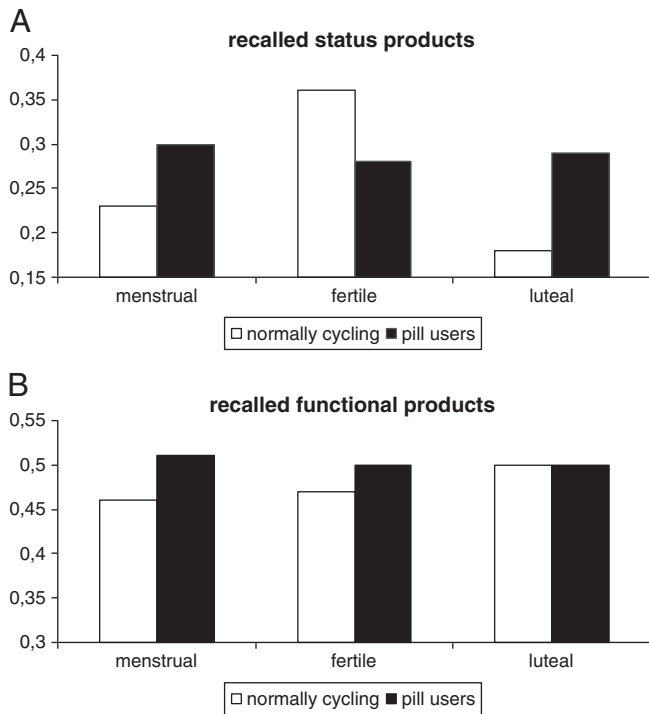 A
recalled status products
0,4
0,35
0,3
0,25
0,2
0,15
menstrual fertile luteal
normally cycling pill users
B
recalled functional products
0,55
0,5
0,45
0,4
0,35
0,3
menstrual fertile luteal
normally cycling pill users